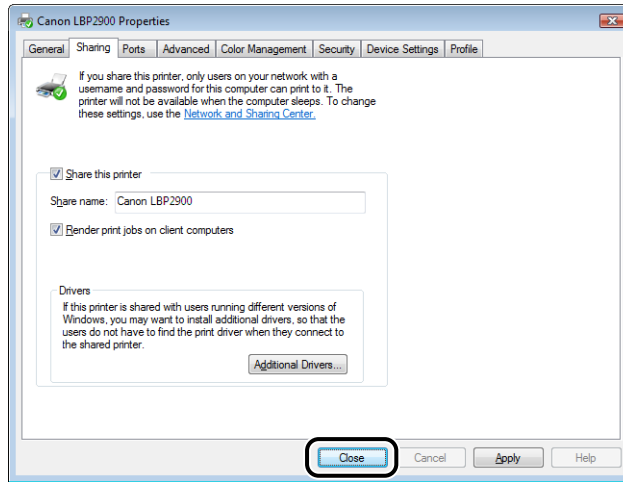 Canon LBP2900 Properties
General Sharing Ports Advanced Color Management Security Device Settings Profile
If you share this printer, only users on your network with a
username and password for this computer can print to it. The
printer will not be available when the computer sleeps. To change
these settings, use the Network and Sharing Center.
Share this printer
Share name: Canon LBP2900
Render print jobs on client computers
Drivers
If this printer is shared with users running different versions of
Windows, you may want to install additional drivers, so that the
users do not have to find the print driver when they connect to
the shared printer.
Additional Drivers...
Close Cancel Apply Help